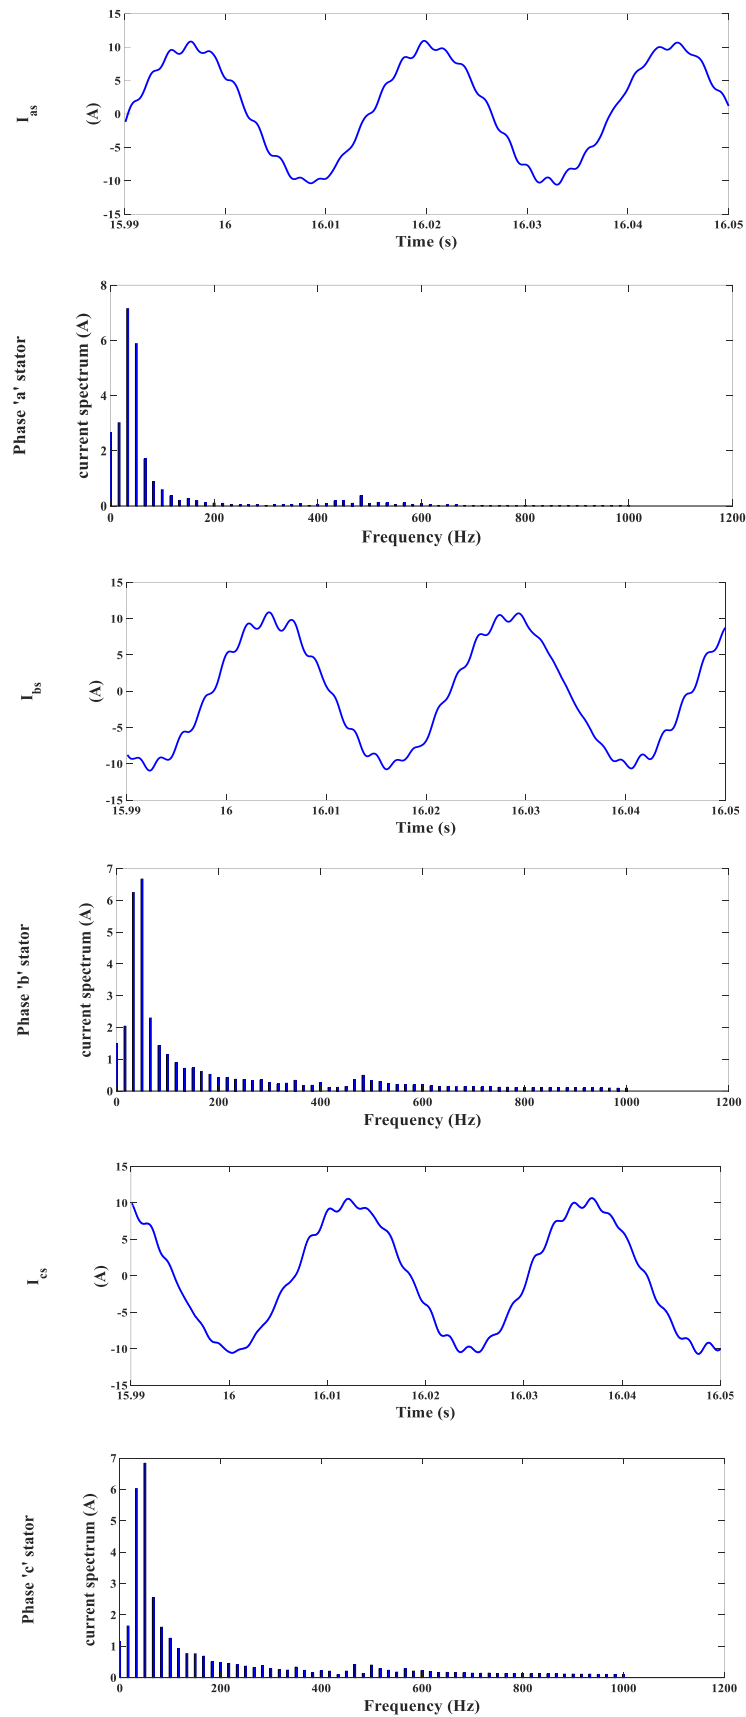 I_as
(A)
15
10
5
0
-5
-10
-15
15.99 16 16.01 16.02 16.03 16.04 16.05
Time (s)
Phase 'a' stator
current spectrum (A)
8
6
4
2
0
0 200 400 600 800 1000 1200
Frequency (Hz)
I_bs
(A)
15
10
5
0
-5
-10
-15
15.99 16 16.01 16.02 16.03 16.04 16.05
Time (s)
Phase 'b' stator
current spectrum (A)
7
6
5
4
3
2
1
0
0 200 400 600 800 1000 1200
Frequency (Hz)
I_cs
(A)
15
10
5
0
-5
-10
-15
15.99 16 16.01 16.02 16.03 16.04 16.05
Time (s)
Phase 'c' stator
current spectrum (A)
7
6
5
4
3
2
1
0
0 200 400 600 800 1000 1200
Frequency (Hz)